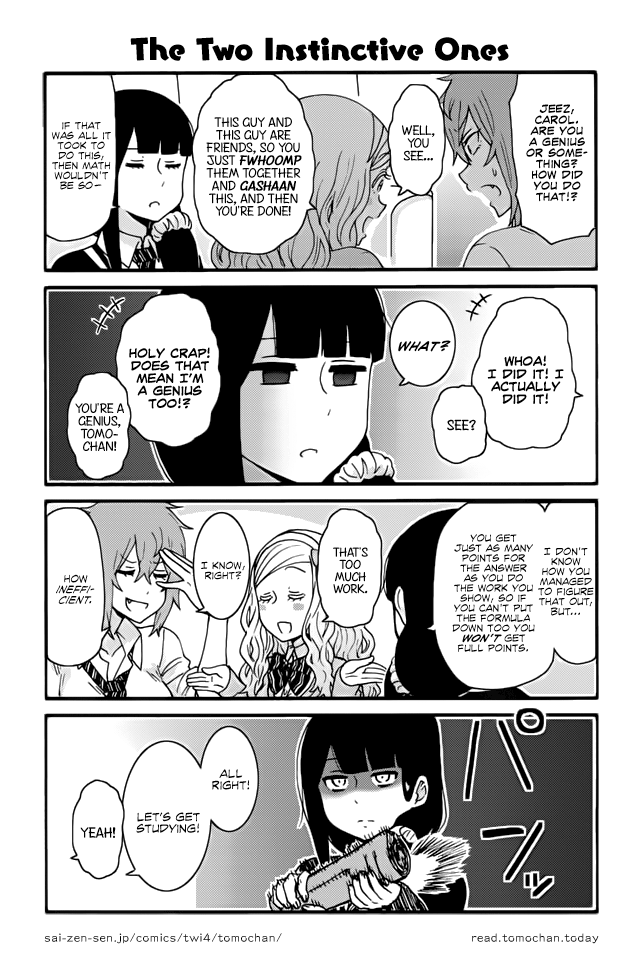 The Two Instinctive Ones
JEEZ,
CAROL.
ARE YOU
A GENIUS
OR SOME-
THING?
HOW DID
YOU DO
THAT!?
WELL,
YOU
SEE...
THIS GUY AND
THIS GUY ARE
FRIENDS, SO YOU
JUST FWHOOMP
THEM TOGETHER
AND GASHAAN
THIS, AND THEN
YOU'RE DONE!
IF THAT
WAS ALL IT
TOOK TO
DO THIS,
THEN MATH
WOULDN'T
BE SO—
WHOA!
I DID IT! I
ACTUALLY
DID IT!
SEE?
WHAT?
HOLY CRAP!
DOES THAT
MEAN I'M
A GENIUS
TOO!?
YOU'RE A
GENIUS,
TOMO-
CHAN!
I DON'T
KNOW HOW
YOU MANAGED
TO FIGURE
THAT OUT,
BUT...
YOU GET
JUST AS MANY
POINTS FOR
THE ANSWER
AS YOU DO
THE WORK YOU
SHOW, SO IF
YOU CAN'T PUT
THE FORMULA
DOWN TOO YOU
WON'T GET
FULL POINTS.
THAT'S
TOO
MUCH
WORK.
I KNOW,
RIGHT?
HOW
INEFFI-
CIENT.
パンッ
ALL
RIGHT!
LET'S GET
STUDYING!
YEAH!
sai-zen-sen.jp/comics/twi4/tomochan/
read.tomochan.today